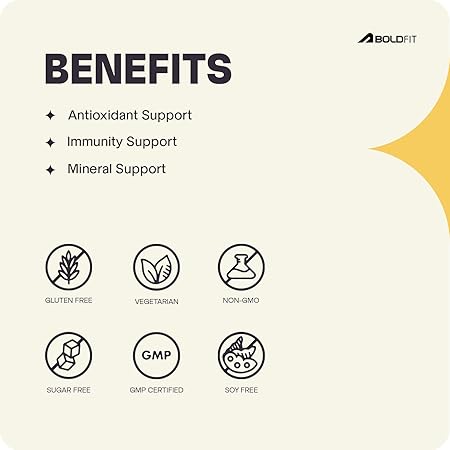 BOLDFIT
BENEFITS
Antioxidant Support
Immunity Support
Mineral Support
GLUTEN FREE
VEGETARIAN
NON-GMO
GMP
SUGAR FREE
GMP CERTIFIED
SOY FREE